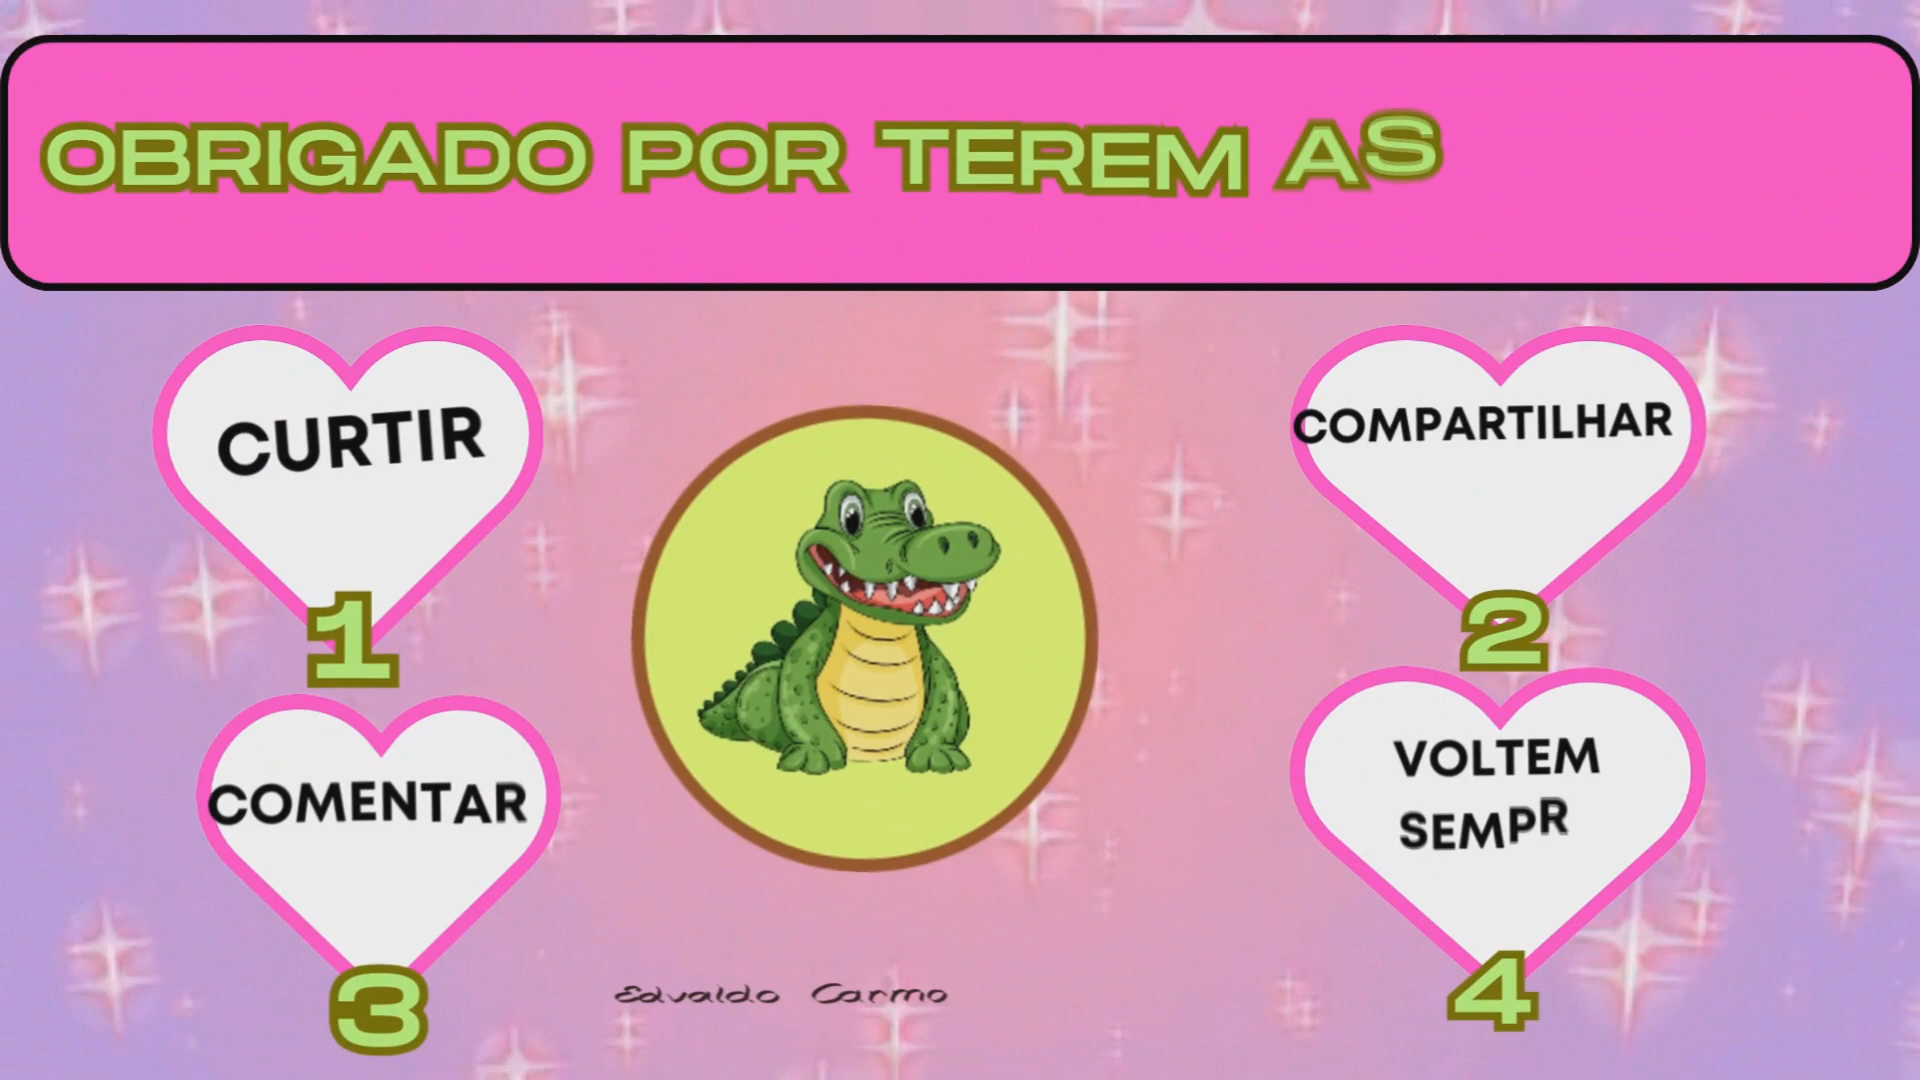 OBRIGADO POR TEREM AS
CURTIR
1
COMPARTILHAR
2
COMENTAR
3
VOLTEM
SEMPR
4
Edvaldo Carmo